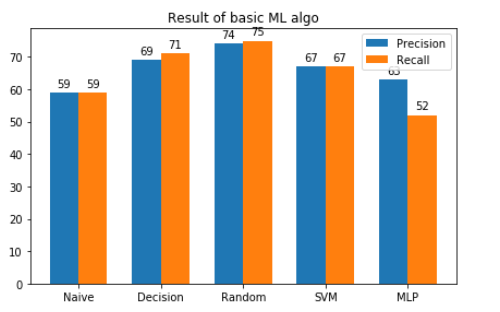 Result of basic ML algo
Precision
Recall
59
59
69
71
74
75
67
67
63
52
70
60
50
40
30
20
10
0
Naive
Decision
Random
SVM
MLP